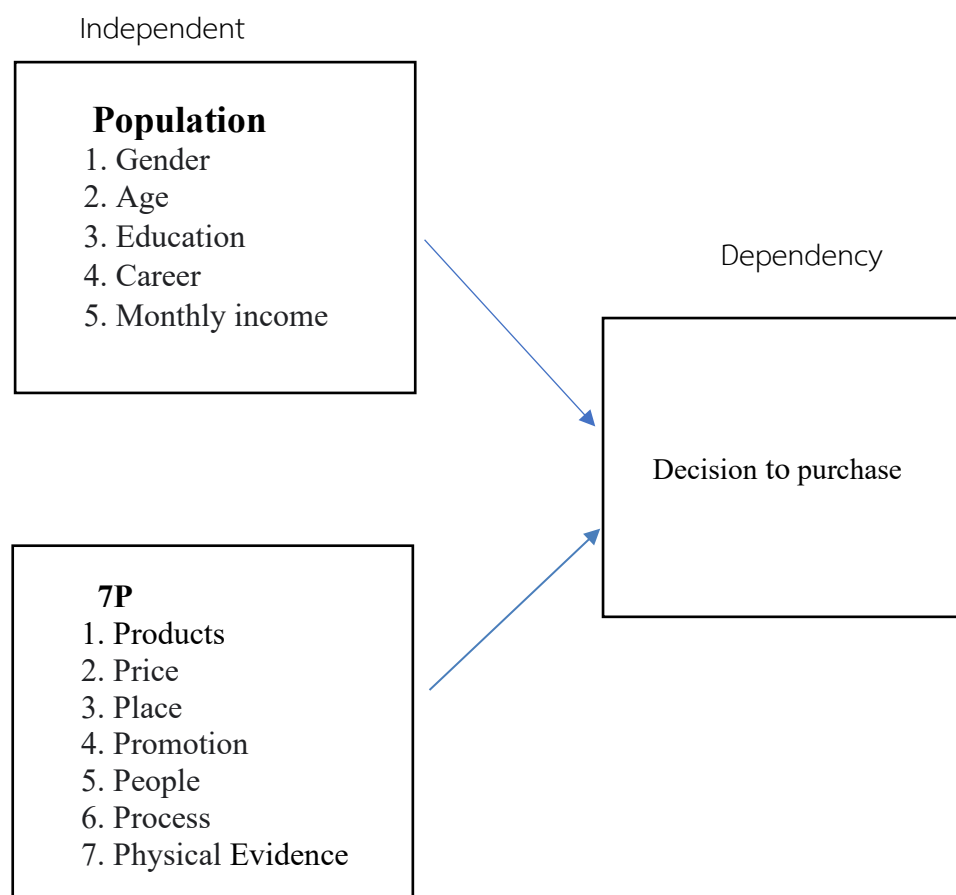 Independent
Population
1. Gender
2. Age
3. Education
4. Career
5. Monthly income
Dependency
Decision to purchase
7P
1. Products
2. Price
3. Place
4. Promotion
5. People
6. Process
7. Physical Evidence